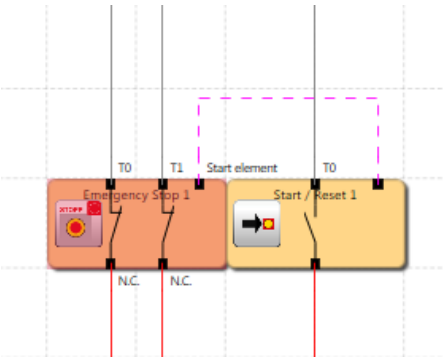 T0 T1 Start element T0
Emergency Stop 1 Start / Reset 1
STOPP
N.C. N.C.